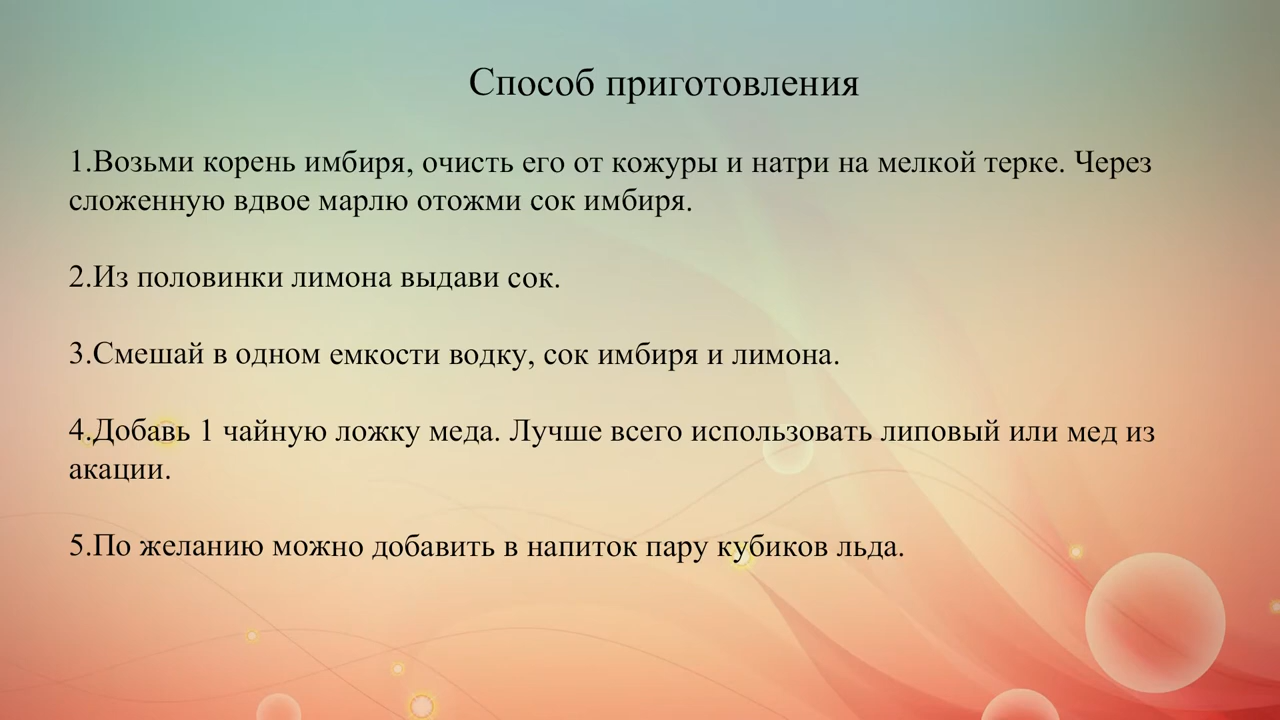 Способ приготовления
1.Возьми корень имбиря, очисть его от кожуры и натри на мелкой терке. Через
сложенную вдвое марлю отожми сок имбиря.
2.Из половинки лимона выдави сок.
3.Смешай в одном емкости водку, сок имбиря и лимона.
4.Добавь 1 чайную ложку меда. Лучше всего использовать липовый или мед из
акации.
5.По желанию можно добавить в напиток пару кубиков льда.